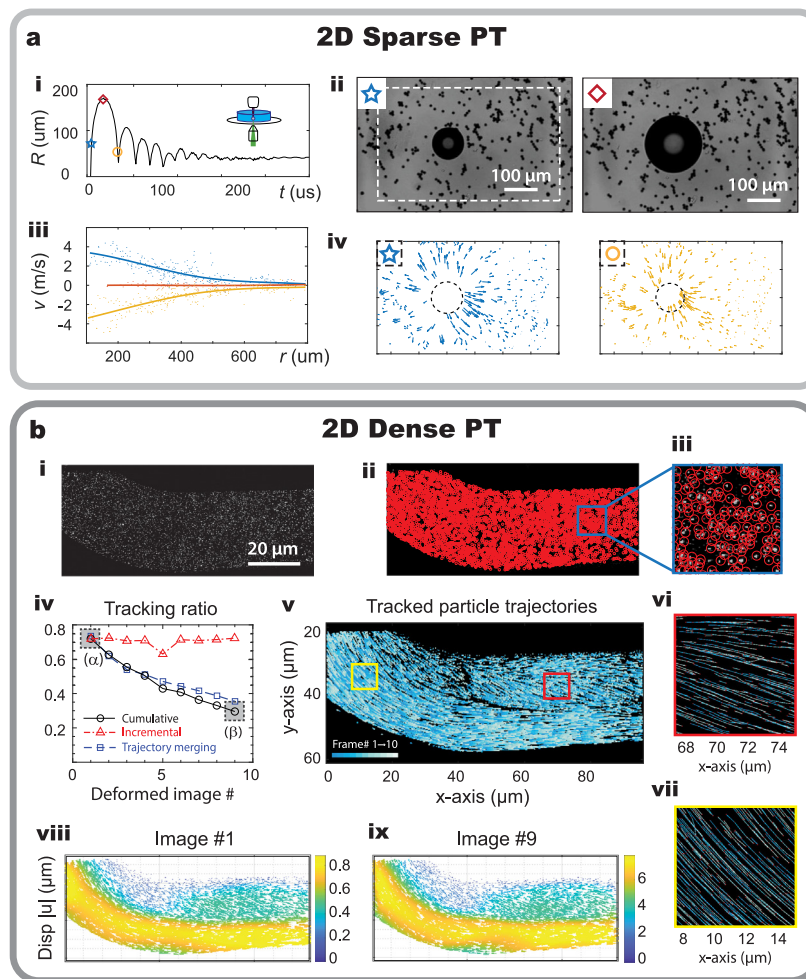 a
2D Sparse PT
i
200
100
0
R (um)
0
100
200
t (us)
ii
100 µm
100 µm
iii
4
2
0
-2
-4
v (m/s)
200
400
600
r (um)
iv
b
2D Dense PT
i
20 µm
ii
iii
iv
Tracking ratio
0.8
0.6
0.4
0.2
(α)
(β)
Cumulative
Incremental
Trajectory merging
0
5
10
Deformed image #
v
Tracked particle trajectories
20
40
60
y-axis (µm)
Frame# 1→10
0
20
40
60
80
x-axis (µm)
vi
68
70
72
74
x-axis (µm)
vii
8
10
12
14
x-axis (µm)
viii
Image #1
Disp |u| (µm)
0.8
0.6
0.4
0.2
0
ix
Image #9
6
4
2
0